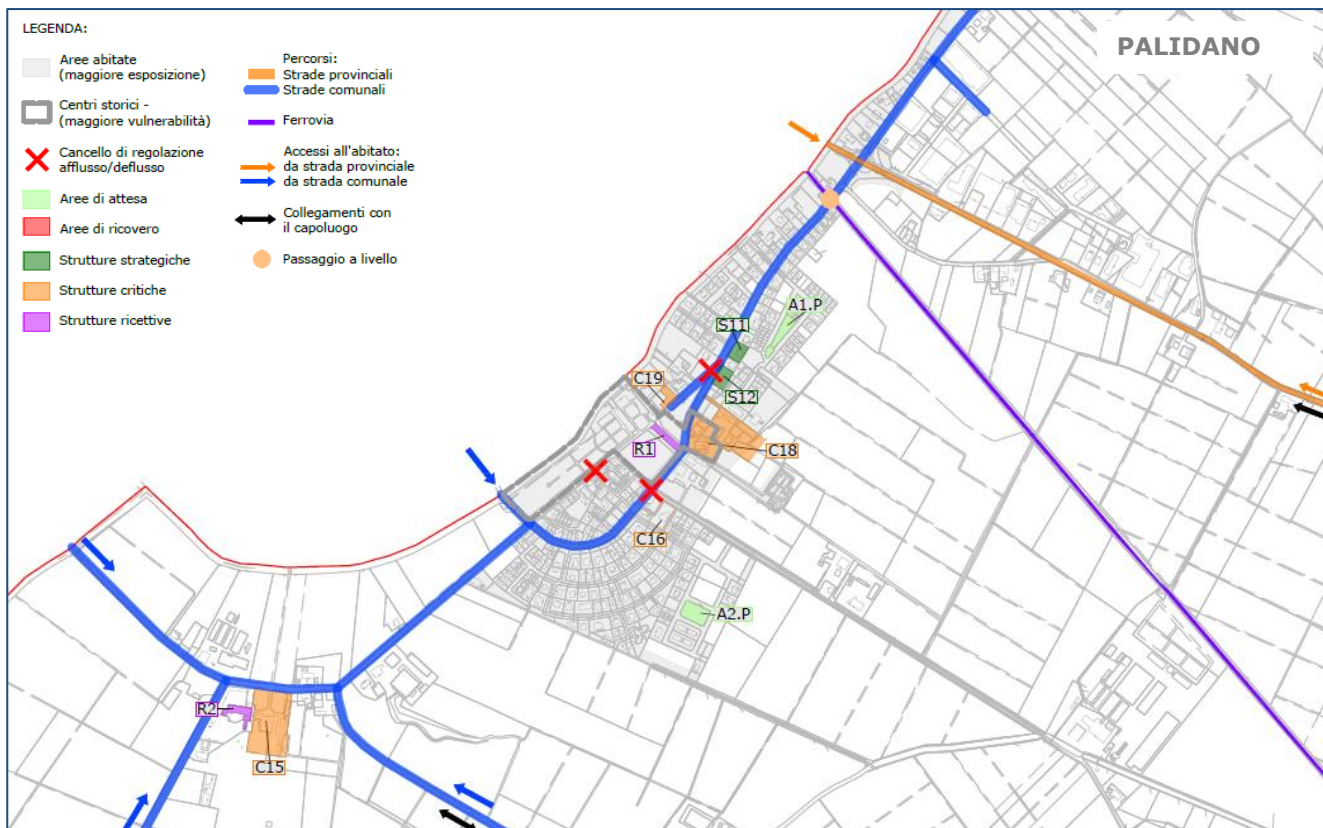 LEGENDA:
Aree abitate
(maggiore esposizione)
Centri storici -
(maggiore vulnerabilità)
Cancello di regolazione
afflusso/deflusso
Aree di attesa
Aree di ricovero
Strutture strategiche
Strutture critiche
Strutture ricettive
Percorsi:
Strade provinciali
Strade comunali
Ferrovia
Accessi all'abitato:
da strada provinciale
da strada comunale
Collegamenti con
il capoluogo
Passaggio a livello
PALIDANO
A1.P
S11
C19
S12
R1
C18
C16
A2.P
R2
C15